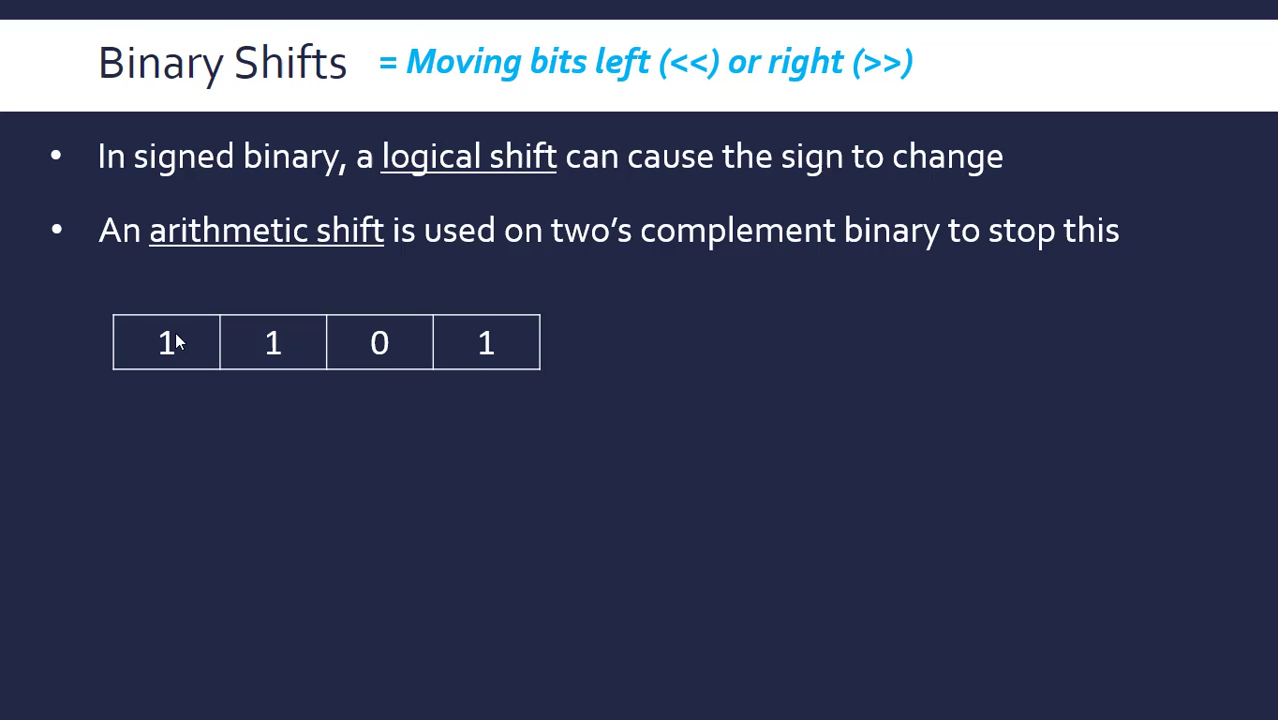 Binary Shifts = Moving bits left (<<) or right (>>)
• In signed binary, a logical shift can cause the sign to change
• An arithmetic shift is used on two’s complement binary to stop this
1 1 0 1